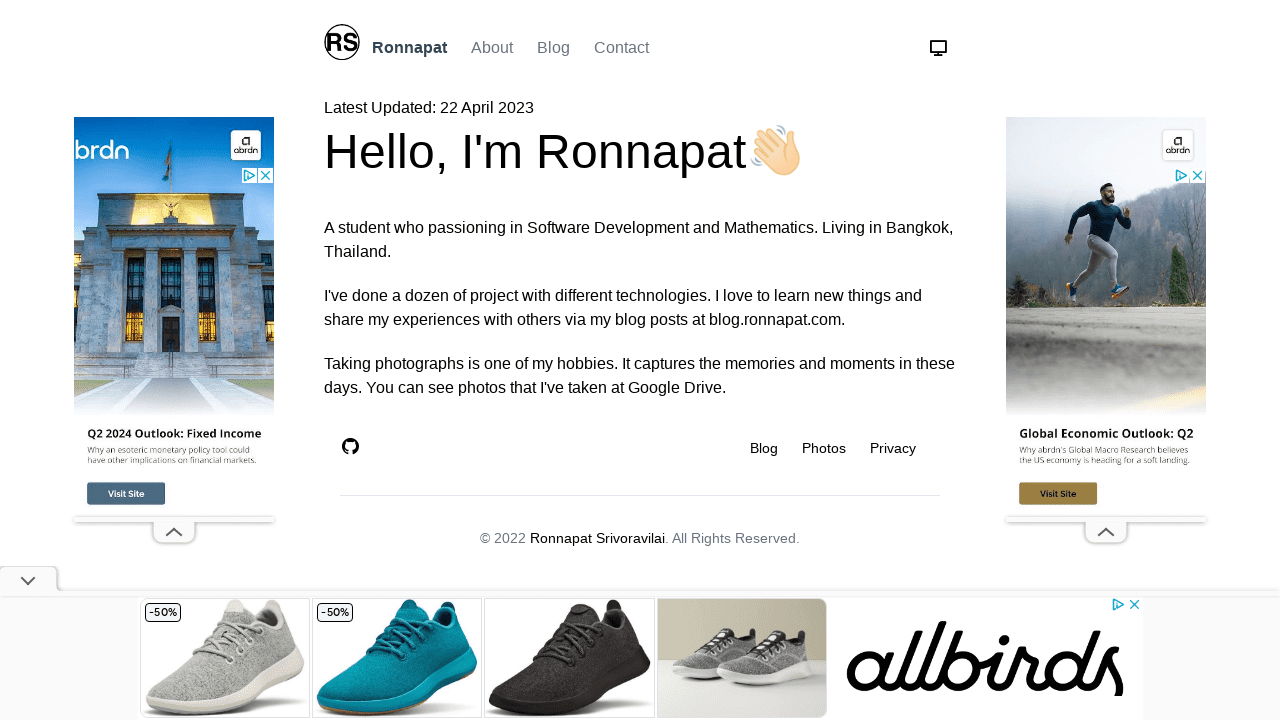 RS
Ronnapat
About
Blog
Contact
Latest Updated: 22 April 2023
Hello, I'm Ronnapat
A student who passioning in Software Development and Mathematics. Living in Bangkok,
Thailand.
I've done a dozen of project with different technologies. I love to learn new things and
share my experiences with others via my blog posts at blog.ronnapat.com.
Taking photographs is one of my hobbies. It captures the memories and moments in these
days. You can see photos that I've taken at Google Drive.
Blog
Photos
Privacy
© 2022 Ronnapat Srivoravilai. All Rights Reserved.
brdn
abrdn
Q2 2024 Outlook: Fixed Income
Why an esoteric monetary policy tool could
have other implications on financial markets.
Visit Site
abrdn
Global Economic Outlook: Q2
Why abrdn's Global Macro Research believes
the US economy is heading for a soft landing.
Visit Site
-50%
-50%
allbirds